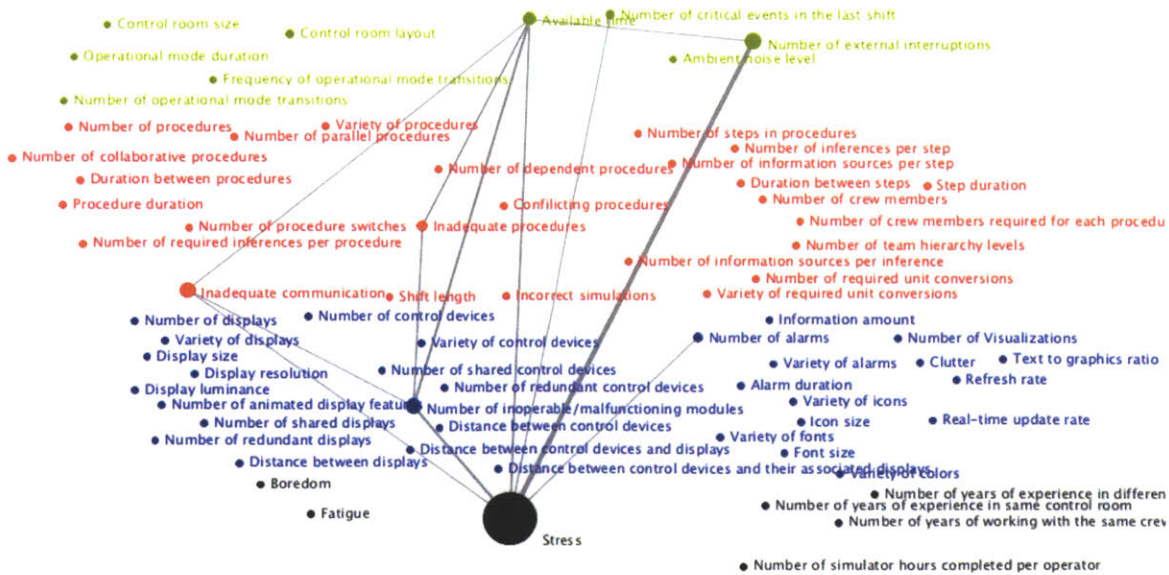 Control room size
Available time
Number of critical events in the last shift
Control room layout
Number of external interruptions
Operational mode duration
Ambient noise level
Frequency of operational mode transitions
Number of operational mode transitions
Number of procedures
Variety of procedures
Number of parallel procedures
Number of steps in procedures
Number of inferences per step
Number of collaborative procedures
Number of dependent procedures
Number of information sources per step
Duration between procedures
Duration between steps
Step duration
Procedure duration
Confilicting procedures
Number of crew members
Number of procedure switches
Inadequate procedures
Number of crew members required for each procedu
Number of required inferences per procedure
Number of team hierarchy levels
Number of information sources per inference
Number of required unit conversions
Inadequate communication
Shift length
Incorrect simulations
Variety of required unit conversions
Number of displays
Number of control devices
Information amount
Variety of displays
Variety of control devices
Number of alarms
Number of Visualizations
Display size
Number of shared control devices
Variety of alarms
Clutter
Text to graphics ratio
Display resolution
Number of redundant control devices
Alarm duration
Refresh rate
Display luminance
Number of animated display features
Number of inoperable/malfunctioning modules
Variety of icons
Number of shared displays
Distance between control devices
Icon size
Real-time update rate
Number of redundant displays
Variety of fonts
Distance between control devices and displays
Font size
Distance between displays
Distance between control devices and their associated displays
Variety of colors
Boredom
Number of years of experience in differen
Number of years of experience in same control room
Fatigue
Number of years of working with the same crew
Stress
Number of simulator hours completed per operator